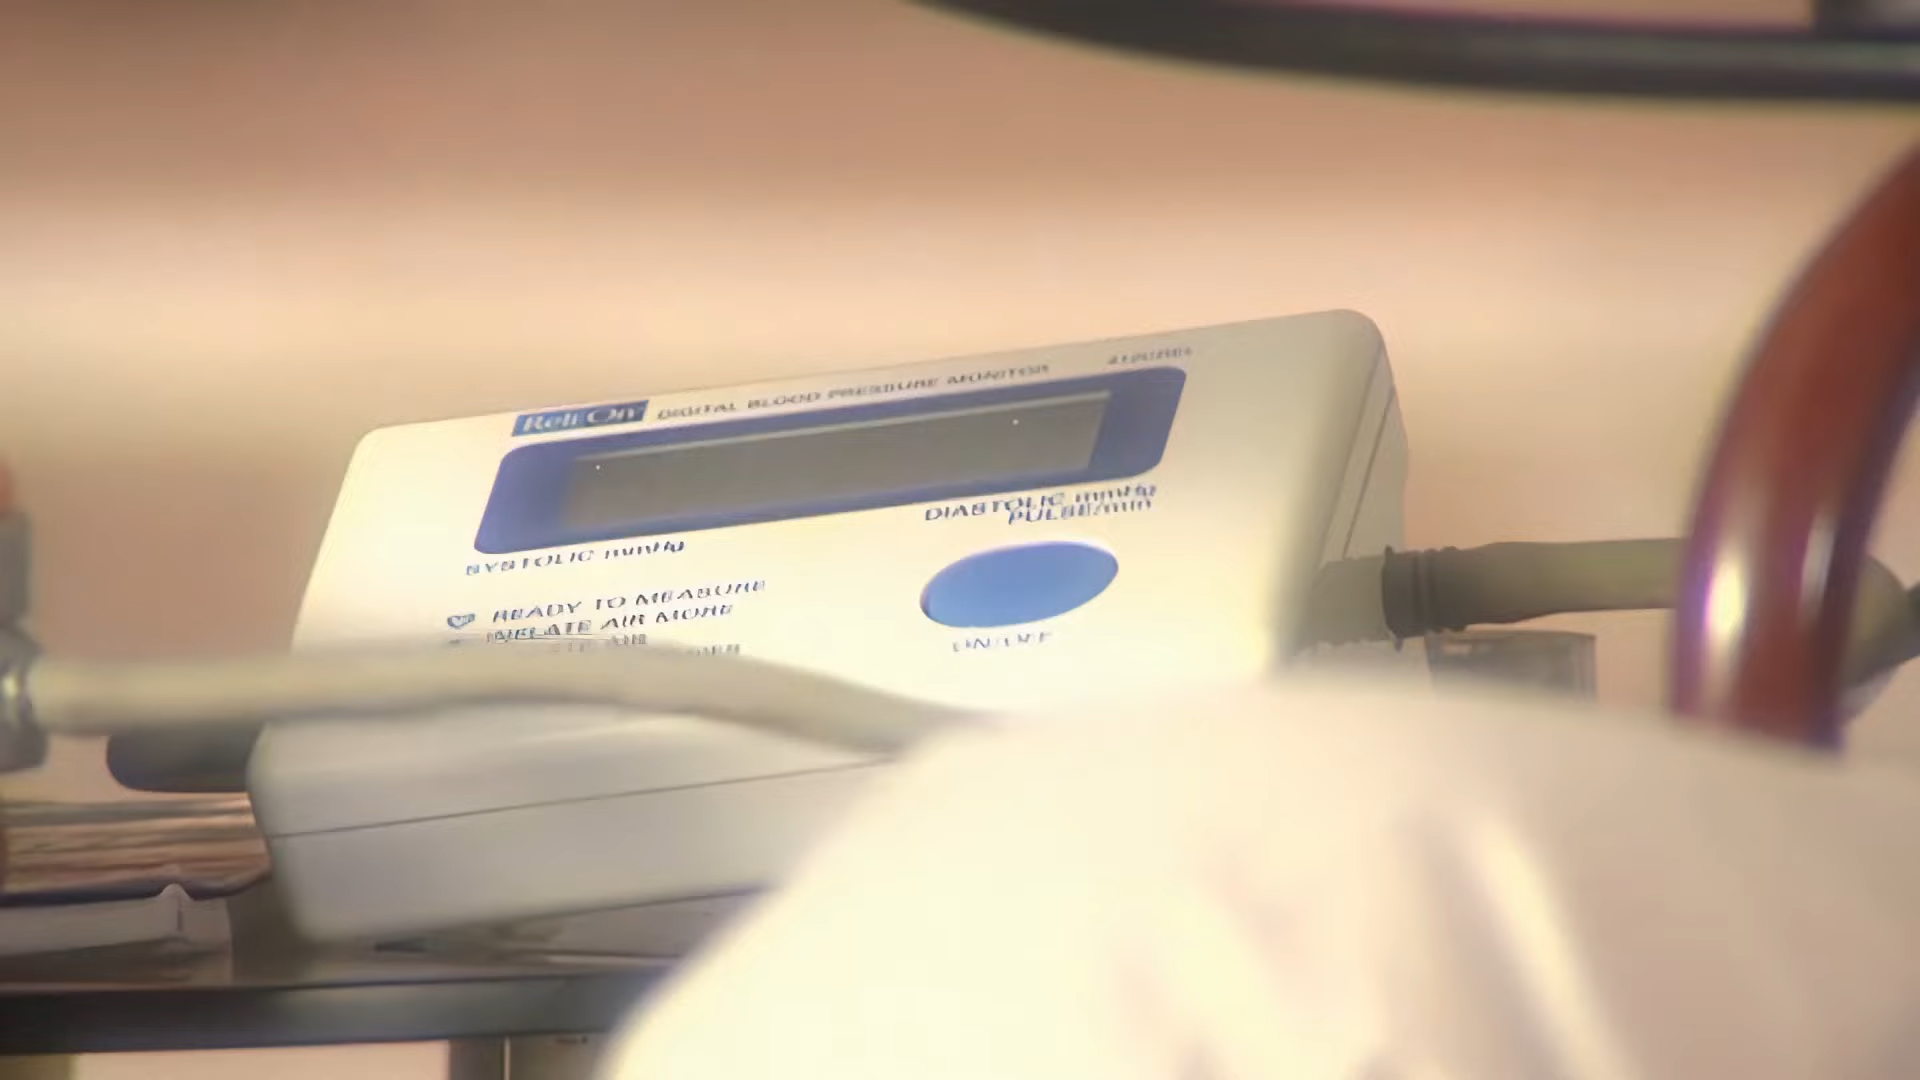 ReliOn DIGITAL BLOOD PRESSURE MONITOR
DIASTOLIC mmHg
PULSE/min
SYSTOLIC mmHg
READY TO MEASURE
INFLATE AIR MORE
ON/OFF